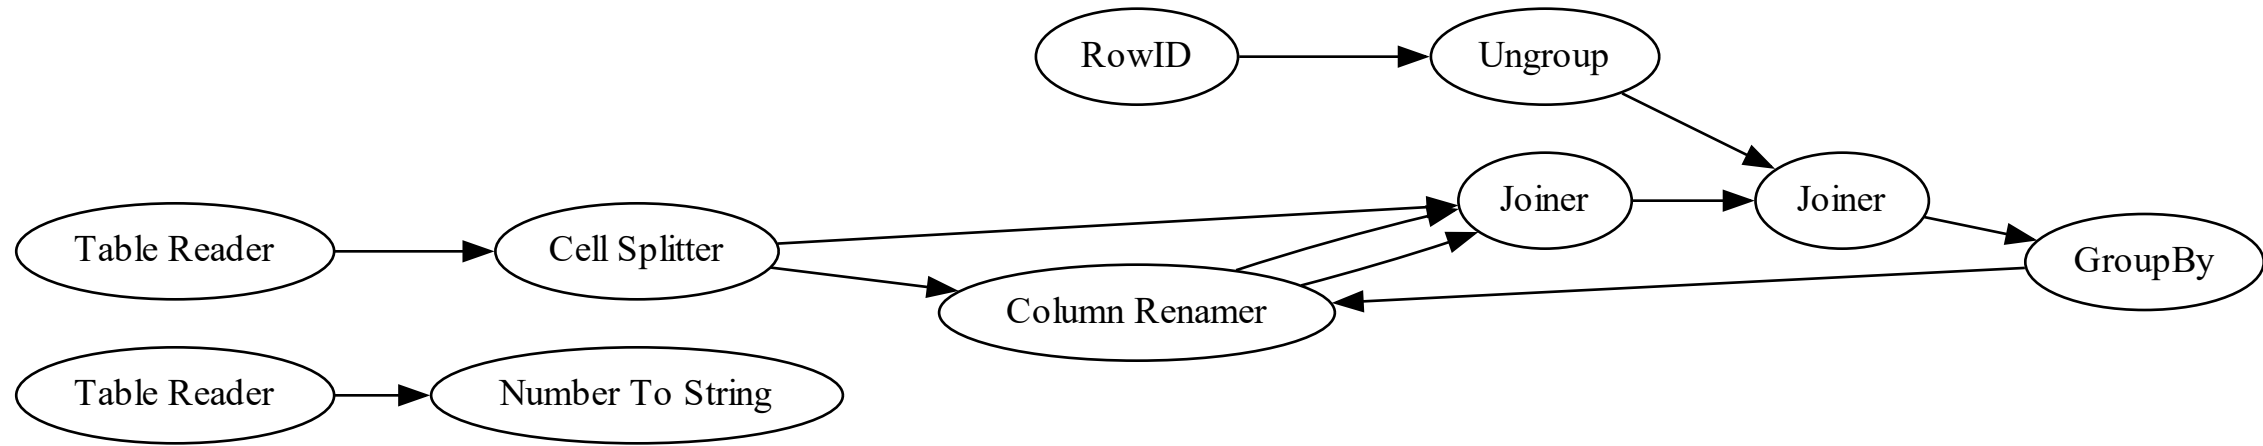 RowID
Ungroup
Joiner
Joiner
Table Reader
Cell Splitter
GroupBy
Column Renamer
Table Reader
Number To String